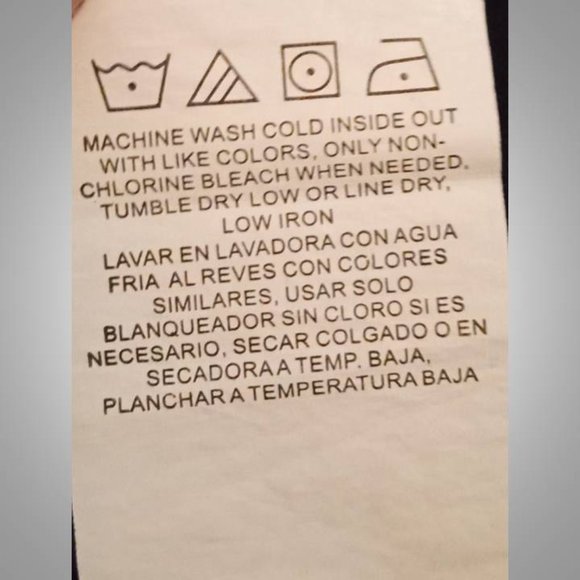 MACHINE WASH COLD INSIDE OUT
WITH LIKE COLORS, ONLY NON-
CHLORINE BLEACH WHEN NEEDED.
TUMBLE DRY LOW OR LINE DRY,
LOW IRON
LAVAR EN LAVADORA CON AGUA
FRIA AL REVES CON COLORES
SIMILARES, USAR SOLO
BLANQUEADOR SIN CLORO SI ES
NECESARIO, SECAR COLGADO O EN
SECADORA A TEMP. BAJA,
PLANCHAR A TEMPERATURA BAJA